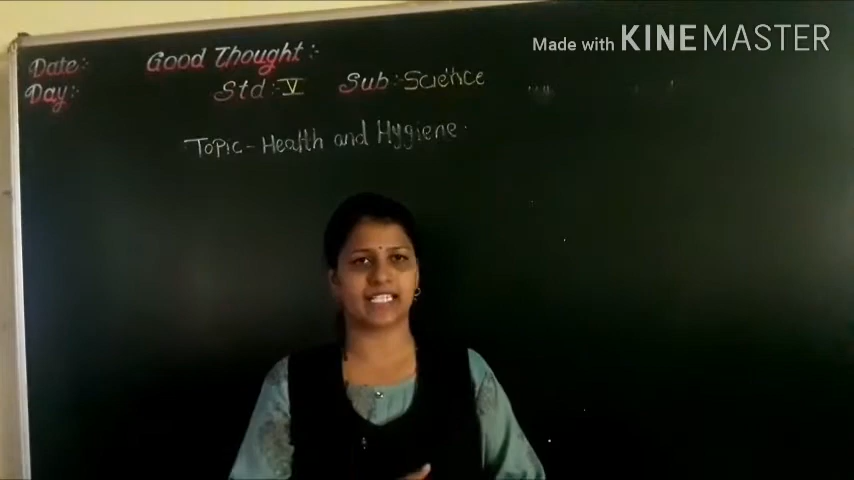 Made with KINEMASTER
Date:- Good Thought :-
Day:- Std :- V Sub :- Science
Topic - Health and Hygiene.